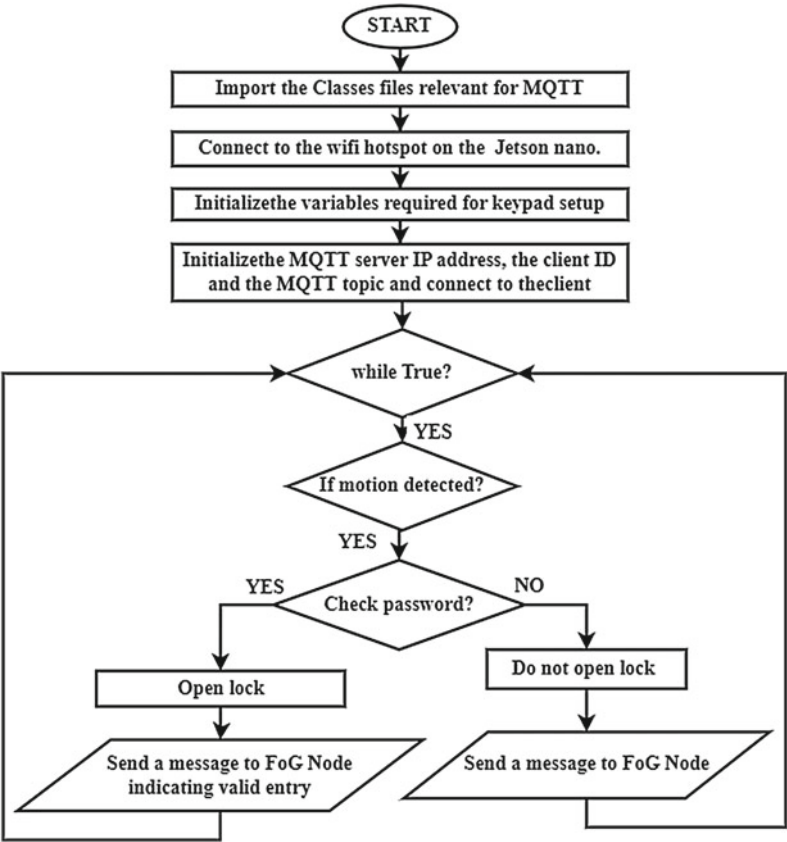 START
Import the Classes files relevant for MQTT
Connect to the wifi hotspot on the Jetson nano.
Initializethe variables required for keypad setup
Initializethe MQTT server IP address, the client ID
and the MQTT topic and connect to theclient
while True?
YES
If motion detected?
YES
YES
NO
Check password?
Open lock
Do not open lock
Send a message to FoG Node
indicating valid entry
Send a message to FoG Node